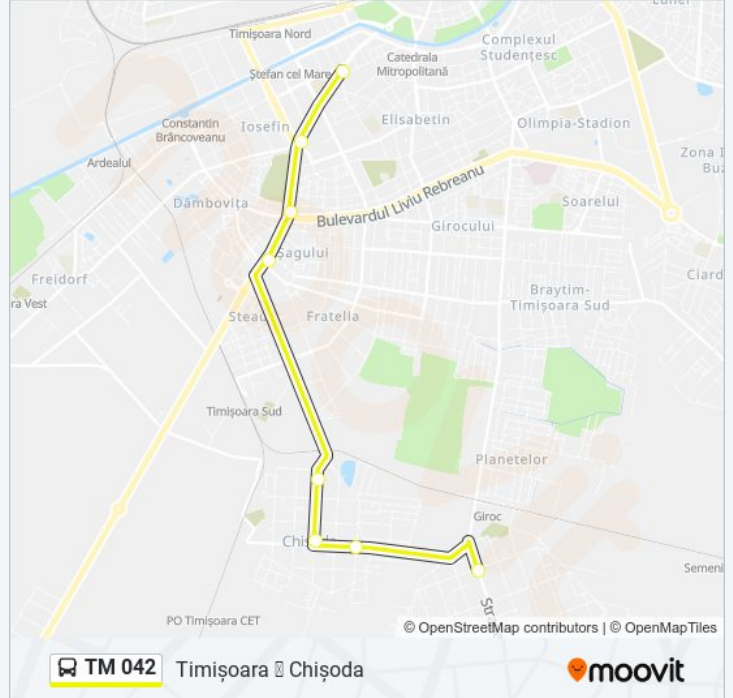 Timișoara Nord
Complexul
Studențesc
Catedrala
Mitropolitană
Ștefan cel Mare
Constantin
Brâncoveanu
Iosefin
Elisabetin
Olimpia-Stadion
Ardealul
Zona I
Dâmbovița
Bulevardul Liviu Rebreanu
Soarelui
Girocului
Șagului
Freidorf
Ciard
ra Vest
Braytim-
Timișoara Sud
Fratelia
Timișoara Sud
Planetelor
Giroc
Semeni
Str
PO Timișoara CET
© OpenStreetMap contributors | © OpenMapTiles
TM 042
Timișoara Chișoda
moovit